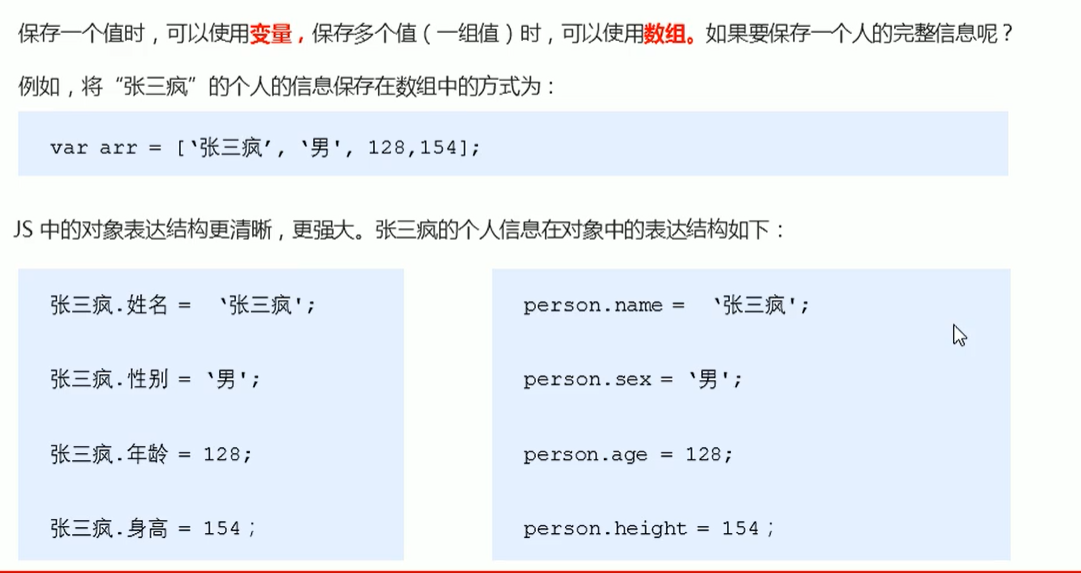 保存一个值时，可以使用变量，保存多个值（一组值）时，可以使用数组。如果要保存一个人的完整信息呢？
例如，将“张三疯”的个人的信息保存在数组中的方式为：
var arr = [‘张三疯’, ‘男', 128,154];
JS 中的对象表达结构更清晰，更强大。张三疯的个人信息在对象中的表达结构如下：
张三疯.姓名 = ‘张三疯';
张三疯.性别 = ‘男';
张三疯.年龄 = 128;
张三疯.身高 = 154；
person.name = ‘张三疯';
person.sex = ‘男';
person.age = 128;
person.height = 154；